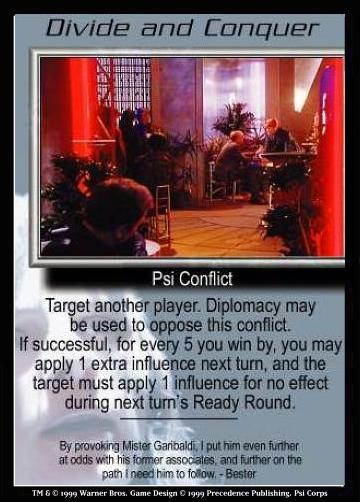 Divide and Conquer
Psi Conflict
Target another player. Diplomacy may
be used to oppose this conflict.
If successful, for every 5 you win by, you may
apply 1 extra influence next turn, and the
target must apply 1 influence for no effect
during next turn's Ready Round.
By provoking Mister Garibaldi, I put him even further
at odds with his former associates, and further on the
path I need him to follow. - Bester
TM & © 1999 Warner Bros. Game Design © 1999 Precedence Publishing. Psi Corps